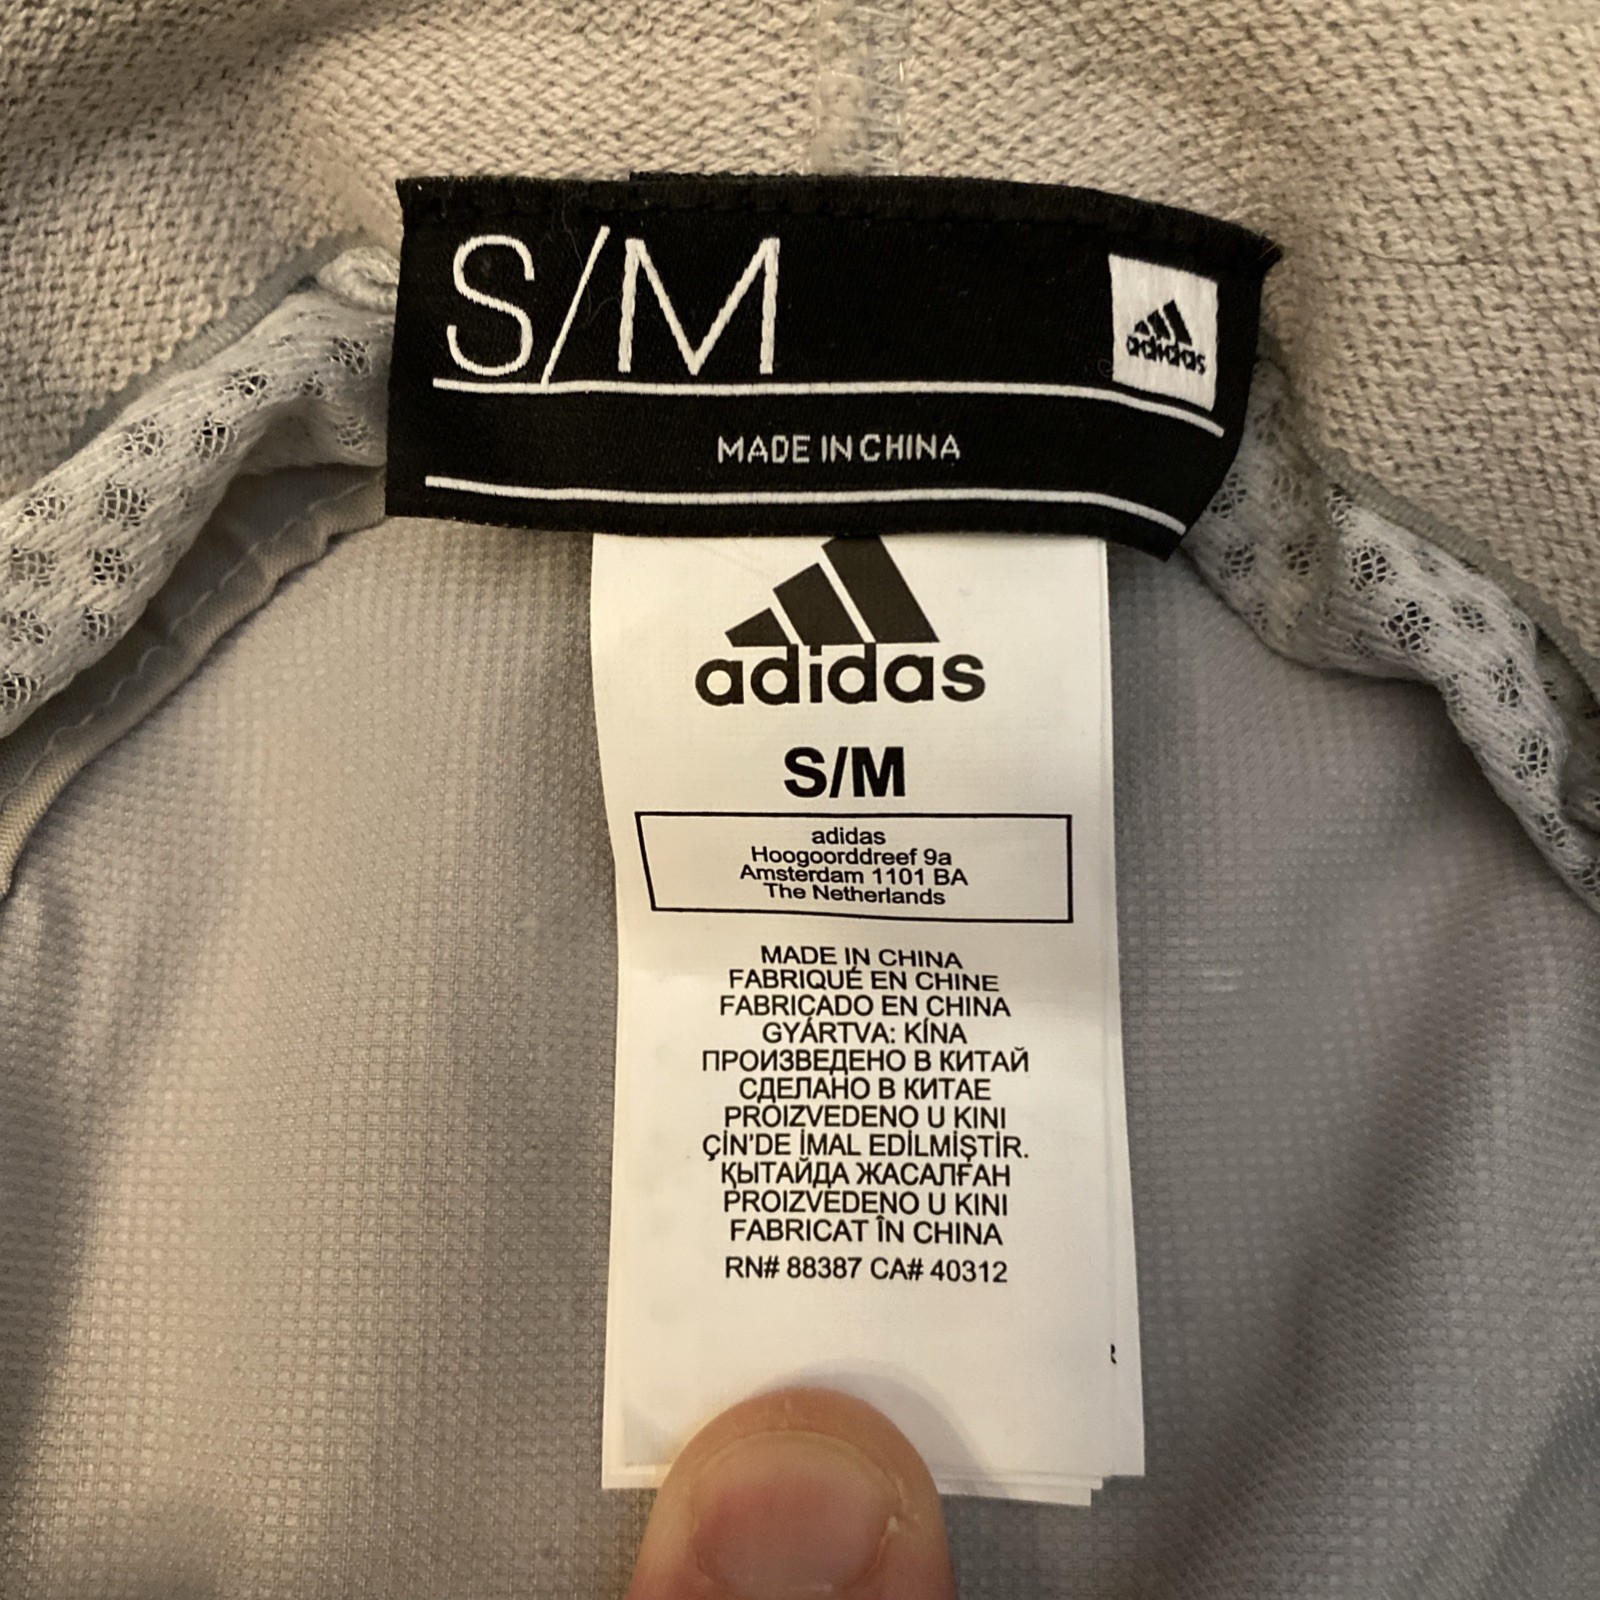 S/M
adidas
MADE IN CHINA
adidas
S/M
adidas
Hoogoorddreef 9a
Amsterdam 1101 BA
The Netherlands
MADE IN CHINA
FABRIQUÉ EN CHINE
FABRICADO EN CHINA
GYÁRTVA: KÍNA
ПРОИЗВЕДЕНО В КИТАЙ
СДЕЛАНО В КИТАЕ
PROIZVEDENO U KINI
ÇİN'DE İMAL EDİLMİŞTİR.
ҚЫТАЙДА ЖАСАЛҒАН
PROIZVEDENO U KINI
FABRICAT ÎN CHINA
RN# 88387 CA# 40312